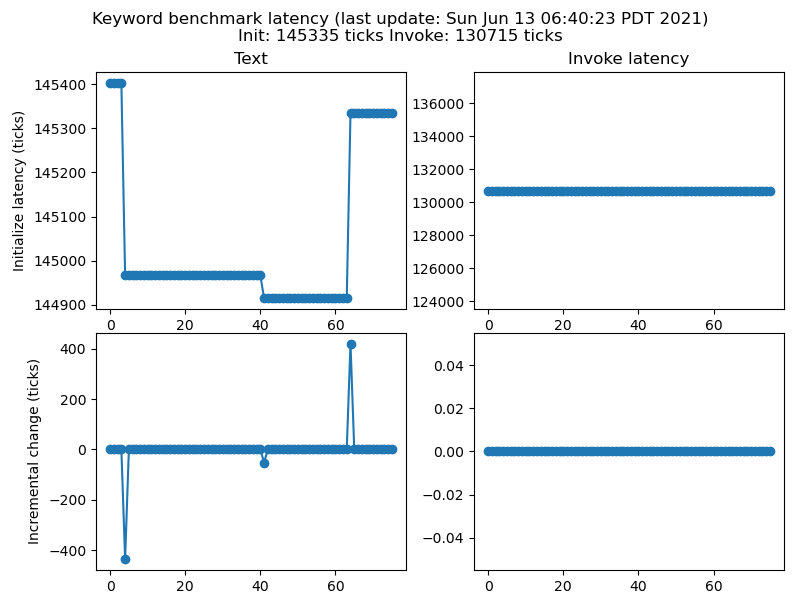 Keyword benchmark latency (last update: Sun Jun 13 06:40:23 PDT 2021)
Init: 145335 ticks Invoke: 130715 ticks
Text
Invoke latency
Initialize latency (ticks)
145400
145300
145200
145100
145000
144900
0 20 40 60
136000
134000
132000
130000
128000
126000
124000
0 20 40 60
Incremental change (ticks)
400
200
0
−200
−400
0 20 40 60
0.04
0.02
0.00
−0.02
−0.04
0 20 40 60